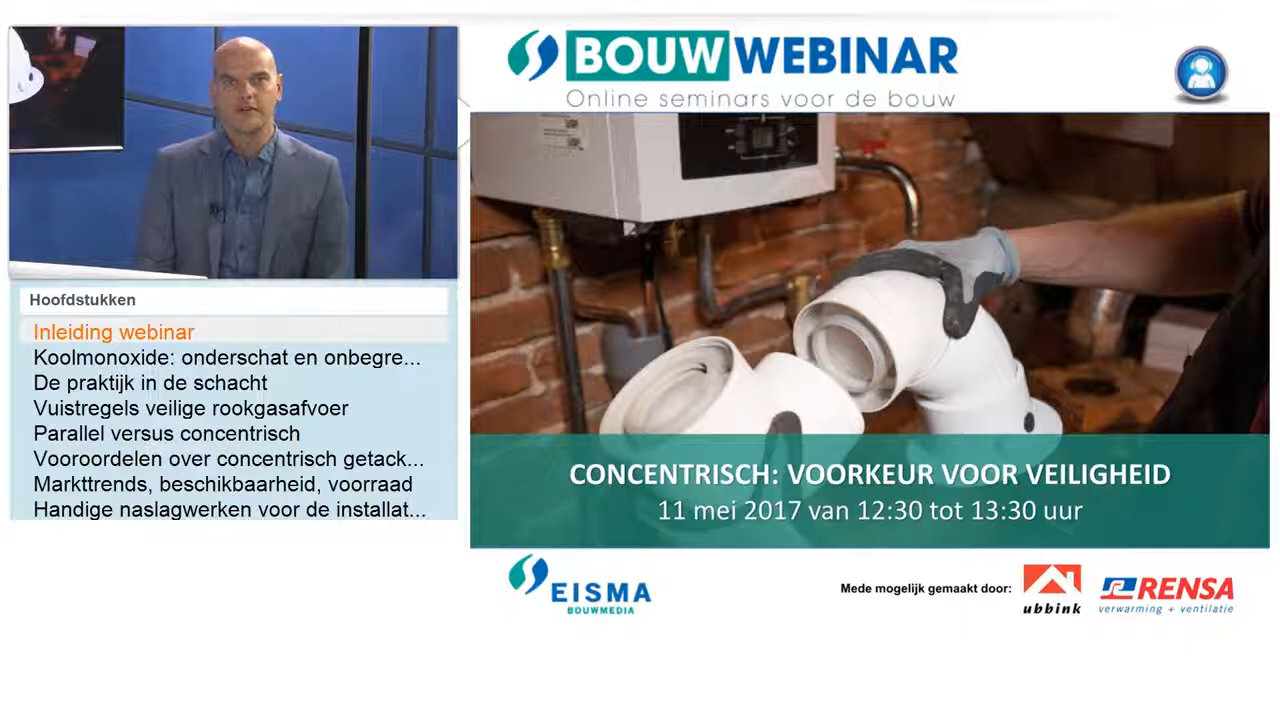 BOUWWEBINAR
Online seminars voor de bouw
Hoofdstukken
Inleiding webinar
Koolmonoxide: onderschat en onbegre...
De praktijk in de schacht
Vuistregels veilige rookgasafvoer
Parallel versus concentrisch
Vooroordelen over concentrisch getack...
Markttrends, beschikbaarheid, voorraad
Handige naslagwerken voor de installat...
CONCENTRISCH: VOORKEUR VOOR VEILIGHEID
11 mei 2017 van 12:30 tot 13:30 uur
EISMA
BOUWMEDIA
Mede mogelijk gemaakt door:
ubbink
RENSA
verwarming + ventilatie